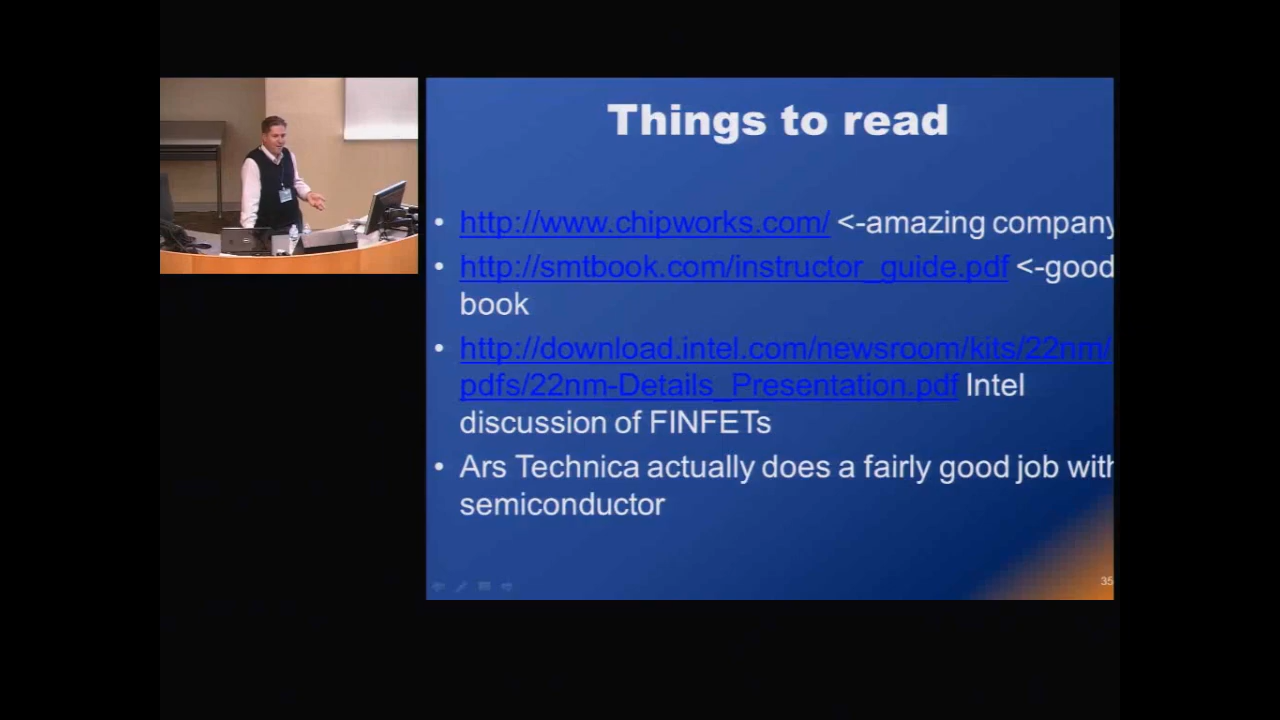 Things to read
• http://www.chipworks.com/ <-amazing company
• http://smtbook.com/instructor_guide.pdf <-good
book
• http://download.intel.com/newsroom/kits/22nm/
pdfs/22nm-Details_Presentation.pdf Intel
discussion of FINFETs
• Ars Technica actually does a fairly good job with
semiconductor
35